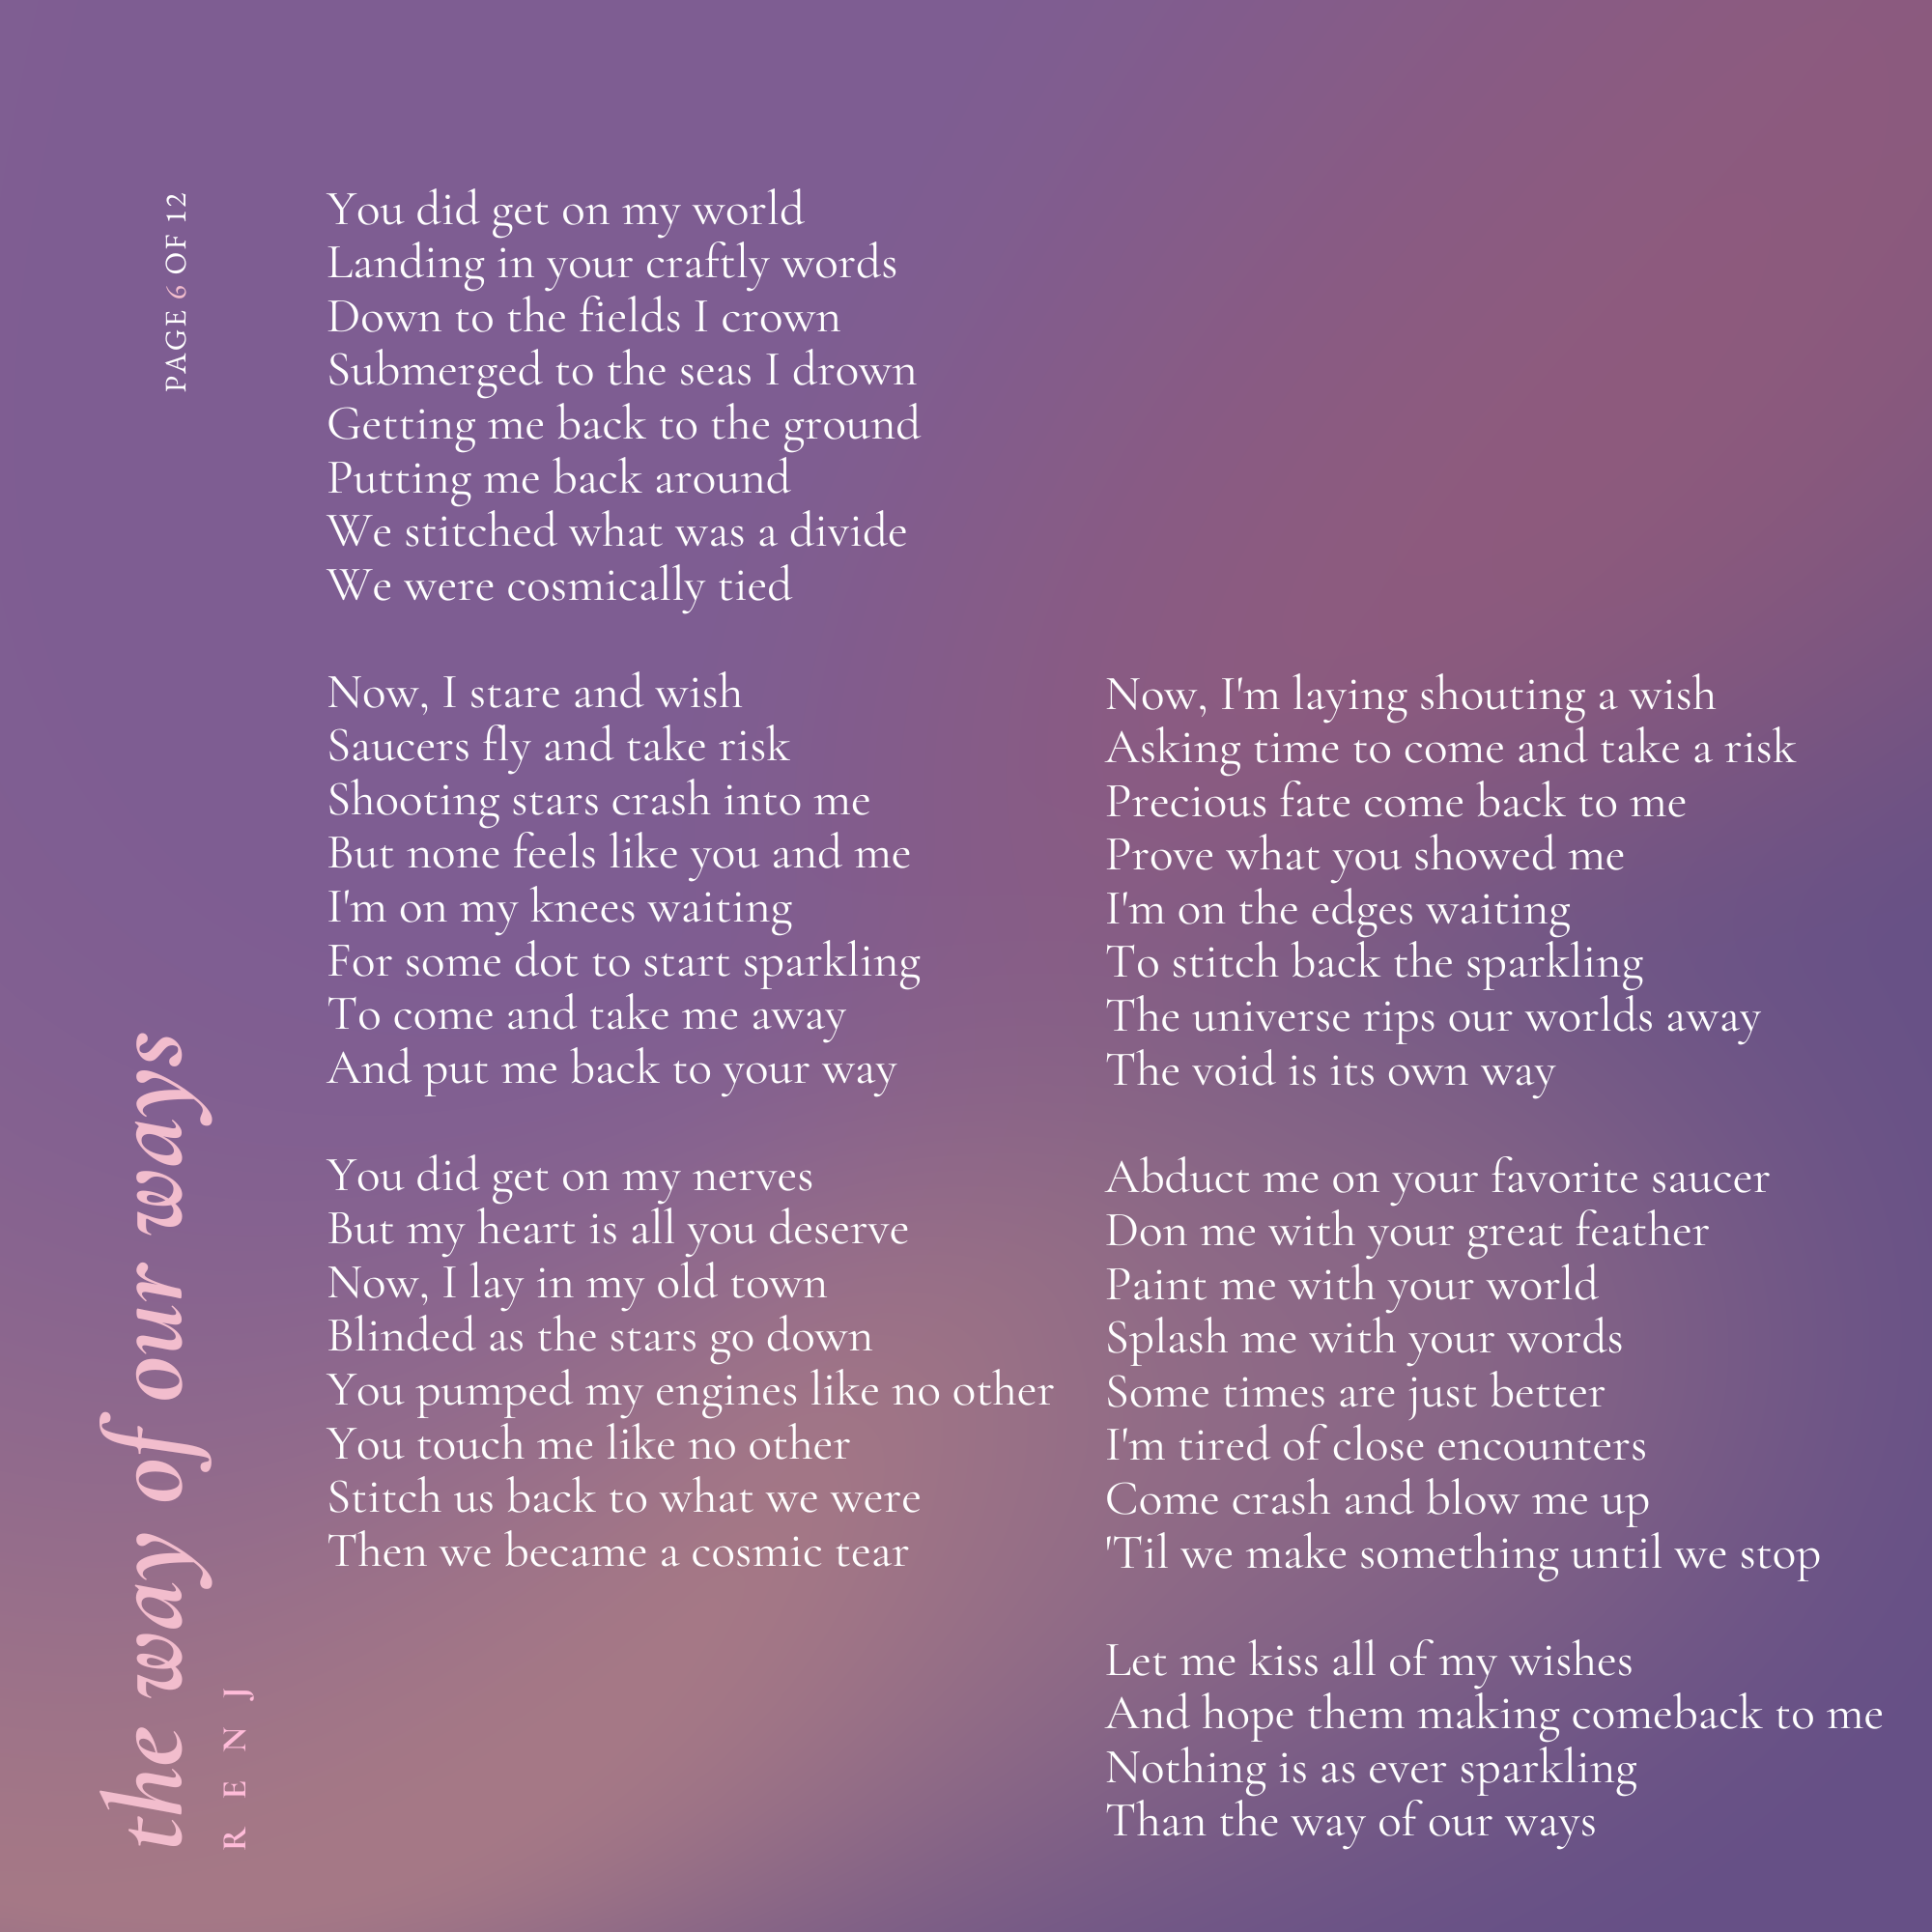 PAGE 6 OF 12
the way of our ways
REN J
You did get on my world
Landing in your craftly words
Down to the fields I crown
Submerged to the seas I drown
Getting me back to the ground
Putting me back around
We stitched what was a divide
We were cosmically tied
Now, I stare and wish
Saucers fly and take risk
Shooting stars crash into me
But none feels like you and me
I'm on my knees waiting
For some dot to start sparkling
To come and take me away
And put me back to your way
You did get on my nerves
But my heart is all you deserve
Now, I lay in my old town
Blinded as the stars go down
You pumped my engines like no other
You touch me like no other
Stitch us back to what we were
Then we became a cosmic tear
Now, I'm laying shouting a wish
Asking time to come and take a risk
Precious fate come back to me
Prove what you showed me
I'm on the edges waiting
To stitch back the sparkling
The universe rips our worlds away
The void is its own way
Abduct me on your favorite saucer
Don me with your great feather
Paint me with your world
Splash me with your words
Some times are just better
I'm tired of close encounters
Come crash and blow me up
'Til we make something until we stop
Let me kiss all of my wishes
And hope them making comeback to me
Nothing is as ever sparkling
Than the way of our ways